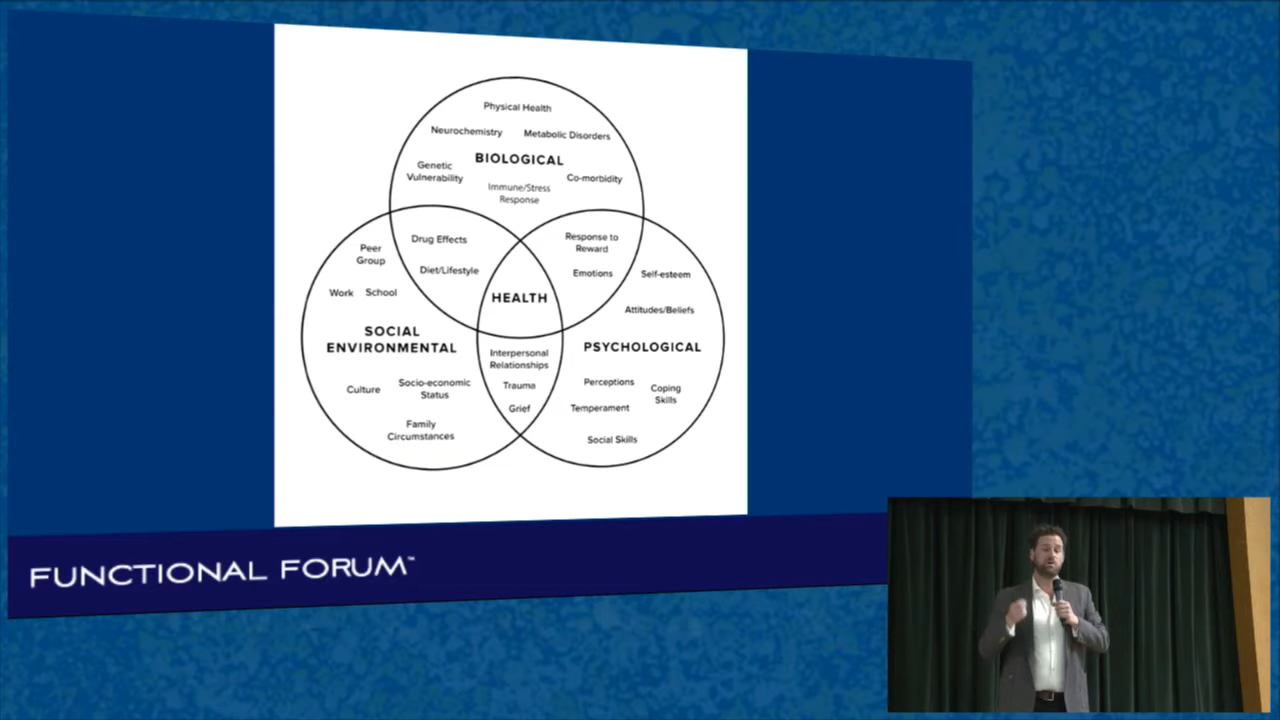 Physical Health
Neurochemistry
Metabolic Disorders
BIOLOGICAL
Genetic
Vulnerability
Co-morbidity
Immune/Stress
Response
Drug Effects
Diet/Lifestyle
Response to
Reward
Emotions
HEALTH
Peer
Group
Work
School
SOCIAL
ENVIRONMENTAL
Culture
Socio-economic
Status
Family
Circumstances
Interpersonal
Relationships
Trauma
Grief
Self-esteem
Attitudes/Beliefs
PSYCHOLOGICAL
Perceptions
Coping
Skills
Temperament
Social Skills
FUNCTIONAL FORUM™